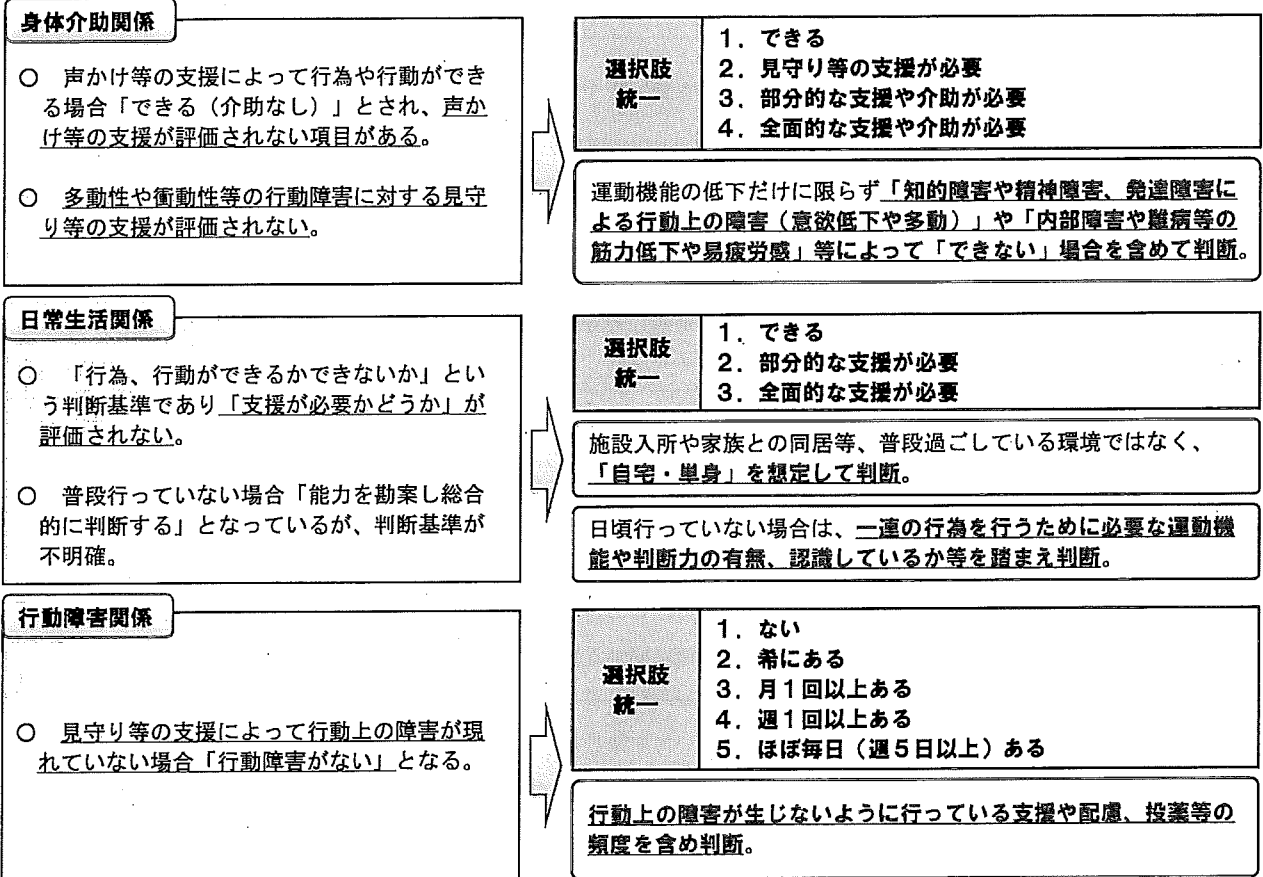 身体介助関係
○　声かけ等の支援によって行為や行動ができ
る場合「できる（介助なし）」とされ、声か
け等の支援が評価されない項目がある。
○　多動性や衝動性等の行動障害に対する見守
り等の支援が評価されない。
選択肢
統一
1．できる
2．見守り等の支援が必要
3．部分的な支援や介助が必要
4．全面的な支援や介助が必要
運動機能の低下だけに限らず「知的障害や精神障害、発達障害に
よる行動上の障害（意欲低下や多動）」や「内部障害や難病等の
筋力低下や易疲労感」等によって「できない」場合を含めて判断。
日常生活関係
○　「行為、行動ができるかできないか」とい
う判断基準であり「支援が必要かどうか」が
評価されない。
○　普段行っていない場合「能力を勘案し総合
的に判断する」となっているが、判断基準が
不明確。
選択肢
統一
1．できる
2．部分的な支援が必要
3．全面的な支援が必要
施設入所や家族との同居等、普段過ごしている環境ではなく、
「自宅・単身」を想定して判断。
日頃行っていない場合は、一連の行為を行うために必要な運動機
能や判断力の有無、認識しているか等を踏まえ判断。
行動障害関係
○　見守り等の支援によって行動上の障害が現
れていない場合「行動障害がない」となる。
選択肢
統一
1．ない
2．希にある
3．月1回以上ある
4．週1回以上ある
5．ほぼ毎日（週5日以上）ある
行動上の障害が生じないように行っている支援や配慮、投薬等の
頻度を含め判断。